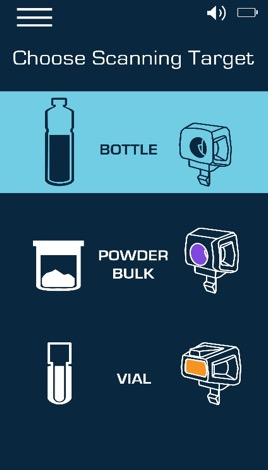 Choose Scanning Target
BOTTLE
POWDER
BULK
VIAL